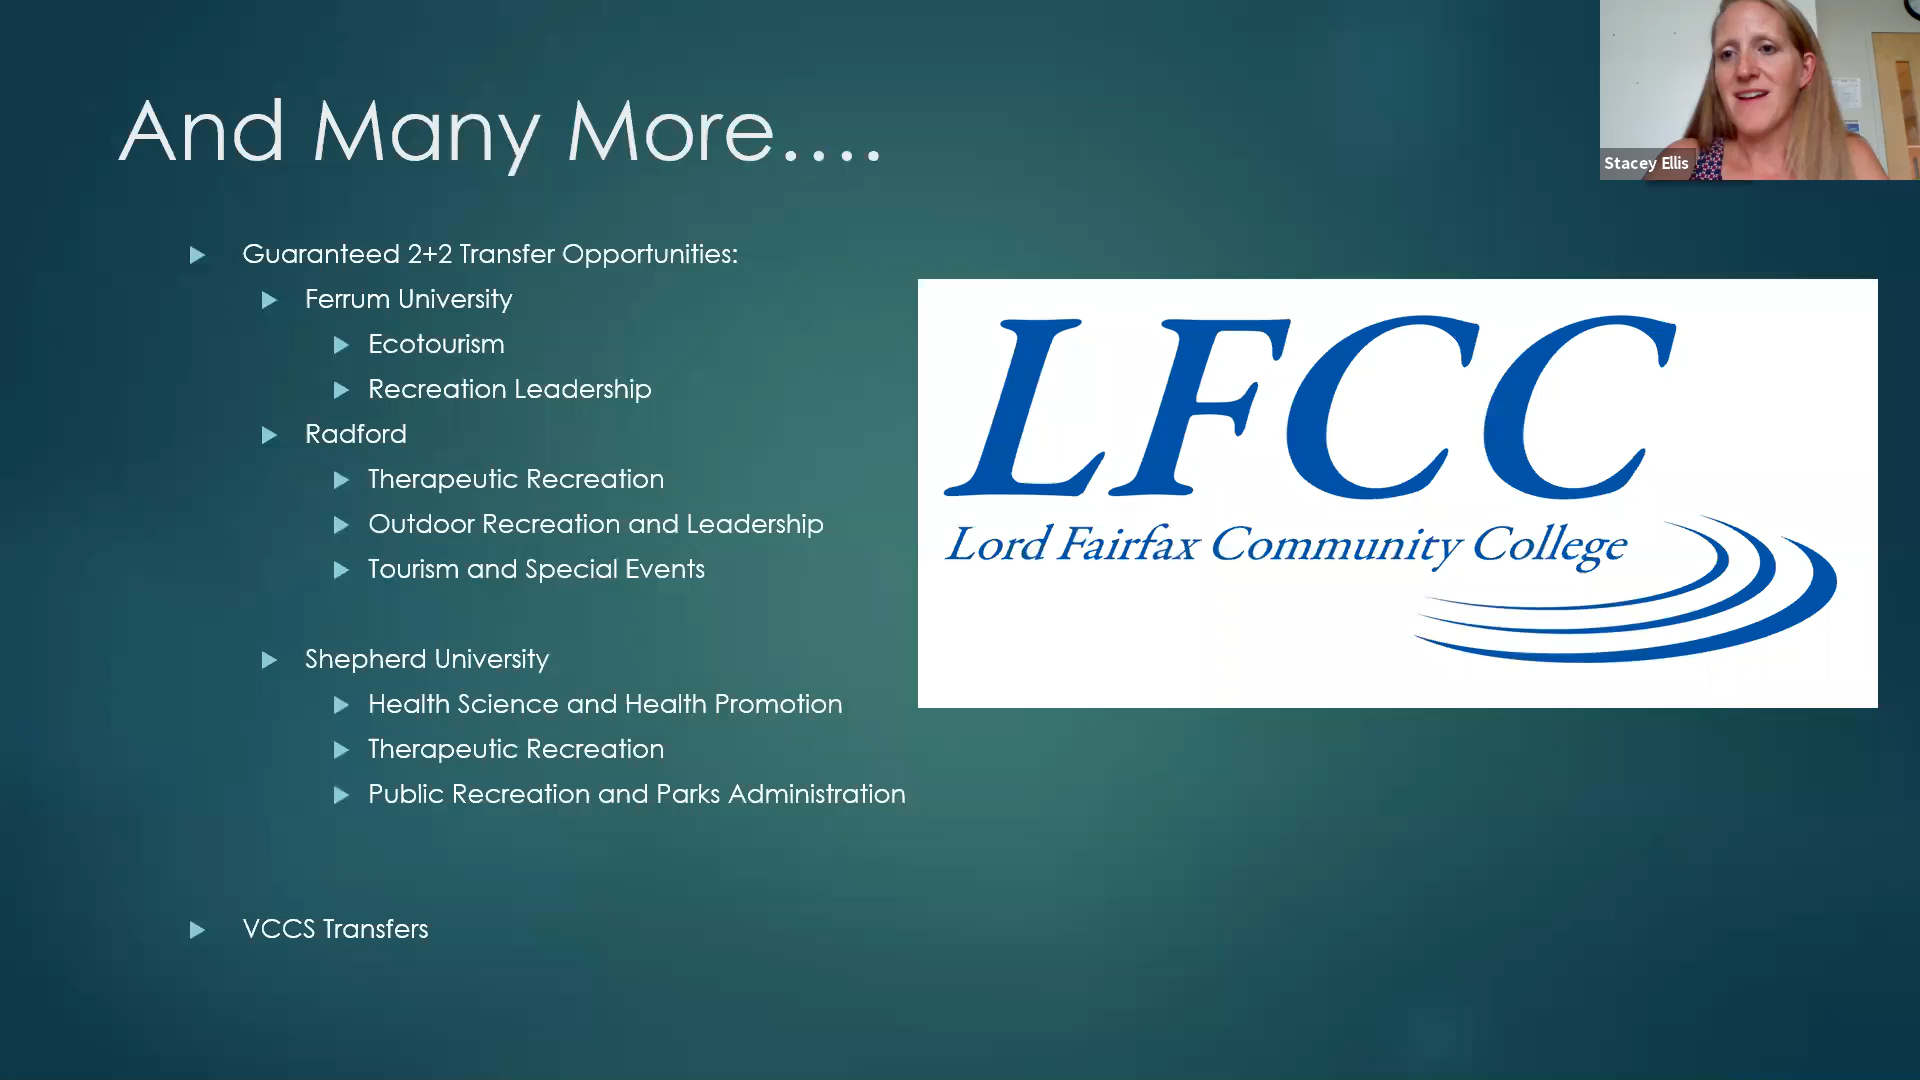 And Many More....
Stacey Ellis
Guaranteed 2+2 Transfer Opportunities:
Ferrum University
Ecotourism
Recreation Leadership
Radford
Therapeutic Recreation
Outdoor Recreation and Leadership
Tourism and Special Events
Shepherd University
Health Science and Health Promotion
Therapeutic Recreation
Public Recreation and Parks Administration
VCCS Transfers
LFCC
Lord Fairfax Community College